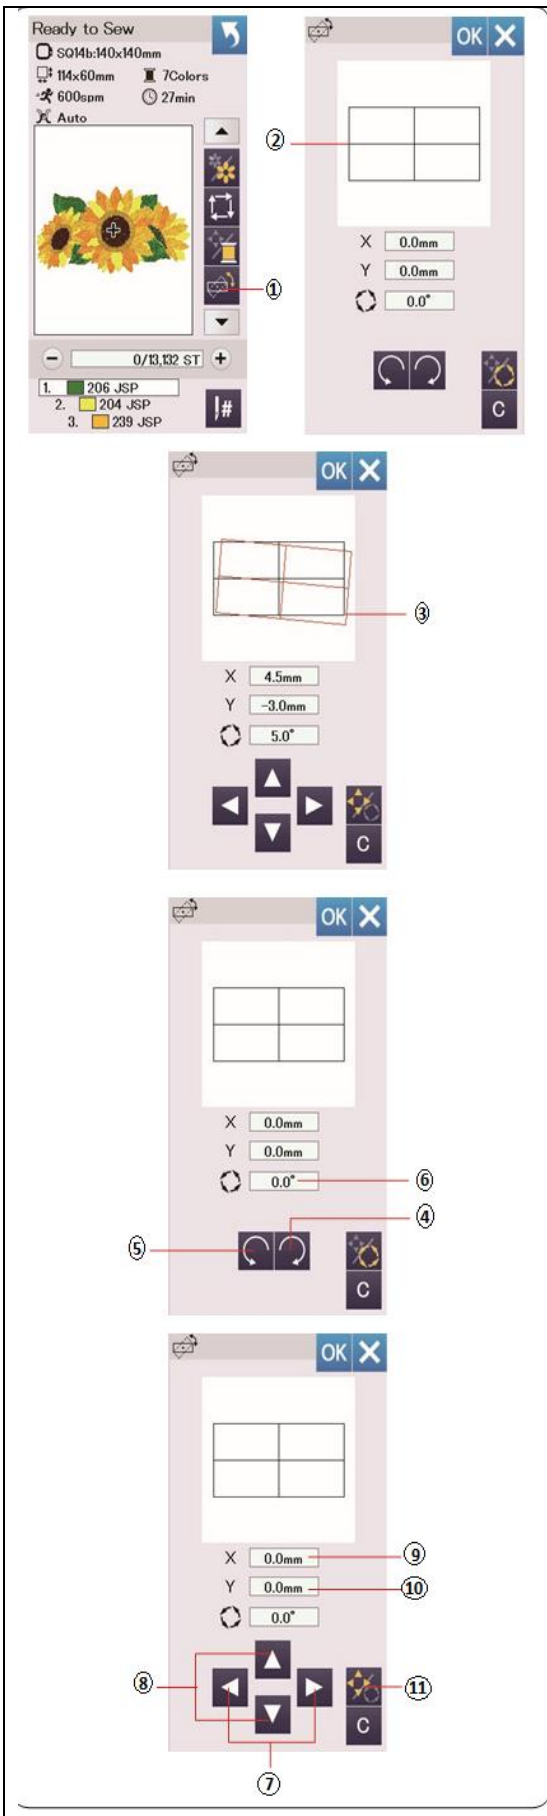 Ready to Sew
SQ14b:140x140mm
114x60mm 7Colors
600spm 27min
Auto
①
0/13,132 ST
1. 206 JSP
2. 204 JSP
3. 239 JSP
#
OK
②
X 0.0mm
Y 0.0mm
0.0°
C
OK
③
X 4.5mm
Y -3.0mm
5.0°
C
OK
X 0.0mm
Y 0.0mm
0.0° ⑥
④
⑤
C
OK
X 0.0mm ⑨
Y 0.0mm ⑩
0.0°
⑧ ⑪
C
⑦